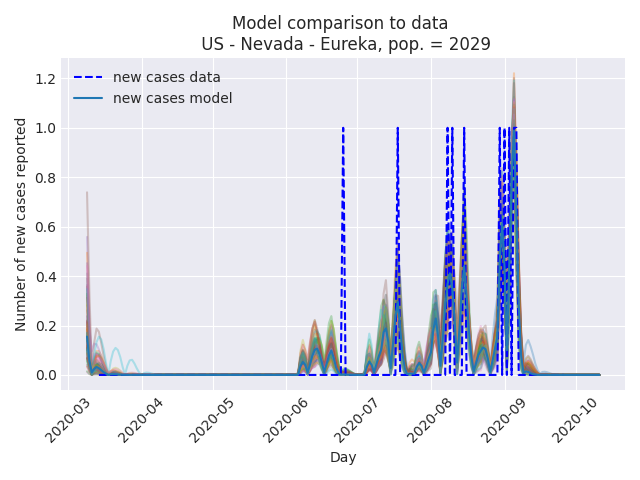 Model comparison to data
US - Nevada - Eureka, pop. = 2029
new cases data
new cases model
1.2
1.0
0.8
0.6
0.4
0.2
0.0
Number of new cases reported
2020-03
2020-04
2020-05
2020-06
2020-07
2020-08
2020-09
2020-10
Day